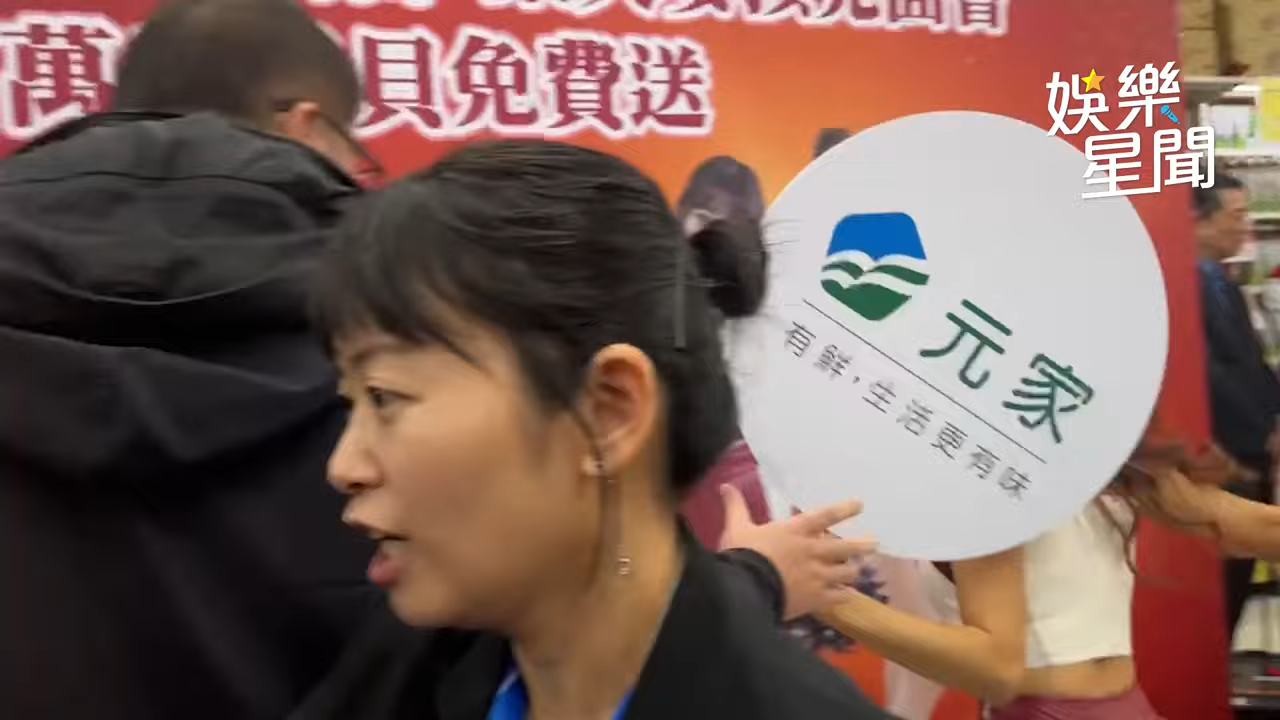 萬 貝免費送
娛樂
星聞
元家
有鮮，生活更有味